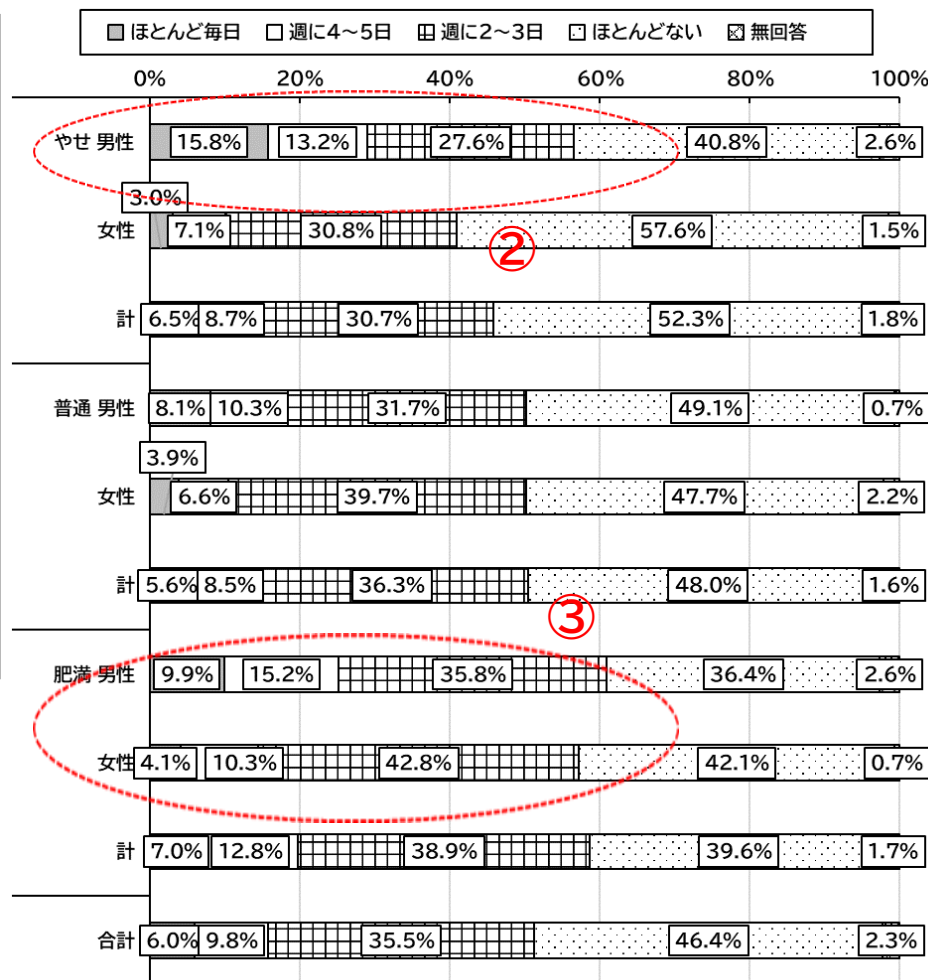 ほとんど毎日 週に4～5日 週に2～3日 ほとんどない 無回答
0% 20% 40% 60% 80% 100%
やせ 男性 15.8% 13.2% 27.6% 40.8% 2.6%
3.0%
女性 7.1% 30.8% 57.6% 1.5%
②
計 6.5% 8.7% 30.7% 52.3% 1.8%
普通 男性 8.1% 10.3% 31.7% 49.1% 0.7%
3.9%
女性 6.6% 39.7% 47.7% 2.2%
計 5.6% 8.5% 36.3% 48.0% 1.6%
③
肥満 男性 9.9% 15.2% 35.8% 36.4% 2.6%
女性 4.1% 10.3% 42.8% 42.1% 0.7%
計 7.0% 12.8% 38.9% 39.6% 1.7%
合計 6.0% 9.8% 35.5% 46.4% 2.3%